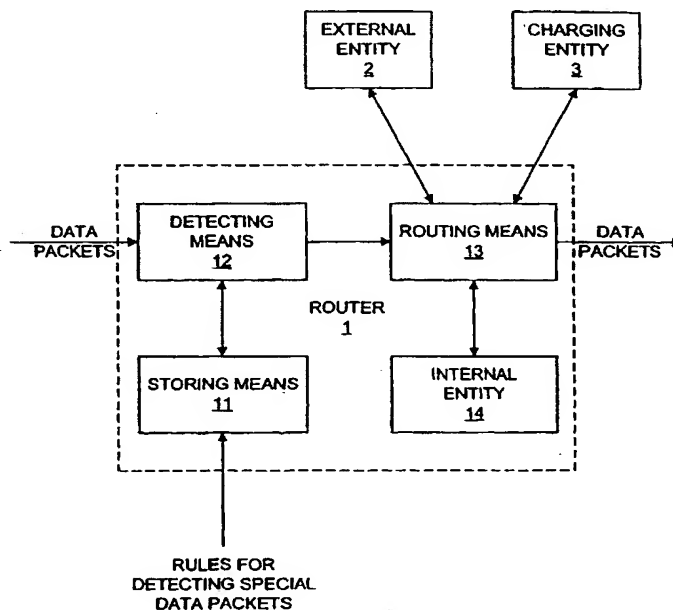 EXTERNAL
ENTITY
2
CHARGING
ENTITY
3
DATA
PACKETS
DETECTING
MEANS
12
ROUTING MEANS
13
DATA
PACKETS
ROUTER
1
STORING MEANS
11
INTERNAL
ENTITY
14
RULES FOR
DETECTING SPECIAL
DATA PACKETS